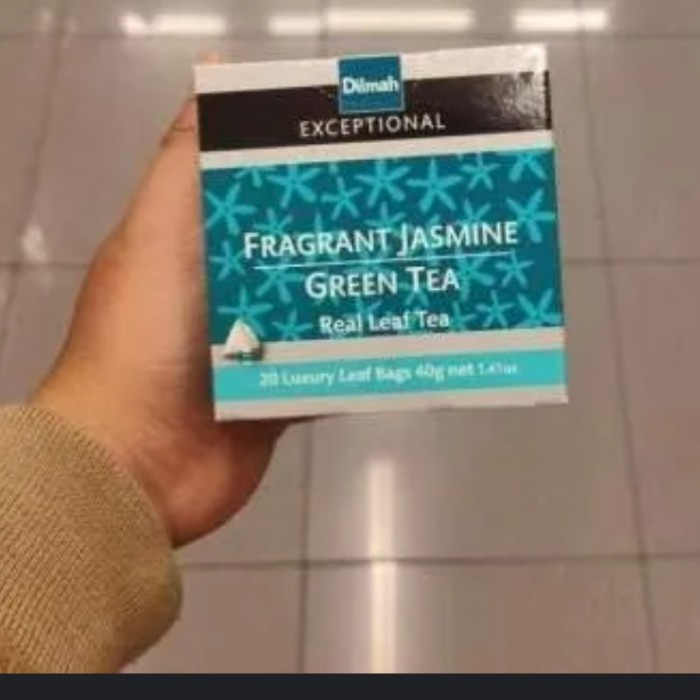 Dilmah
EXCEPTIONAL
FRAGRANT JASMINE
GREEN TEA
Real Leaf Tea
20 Luxury Leaf Bags 40g net 1.41oz